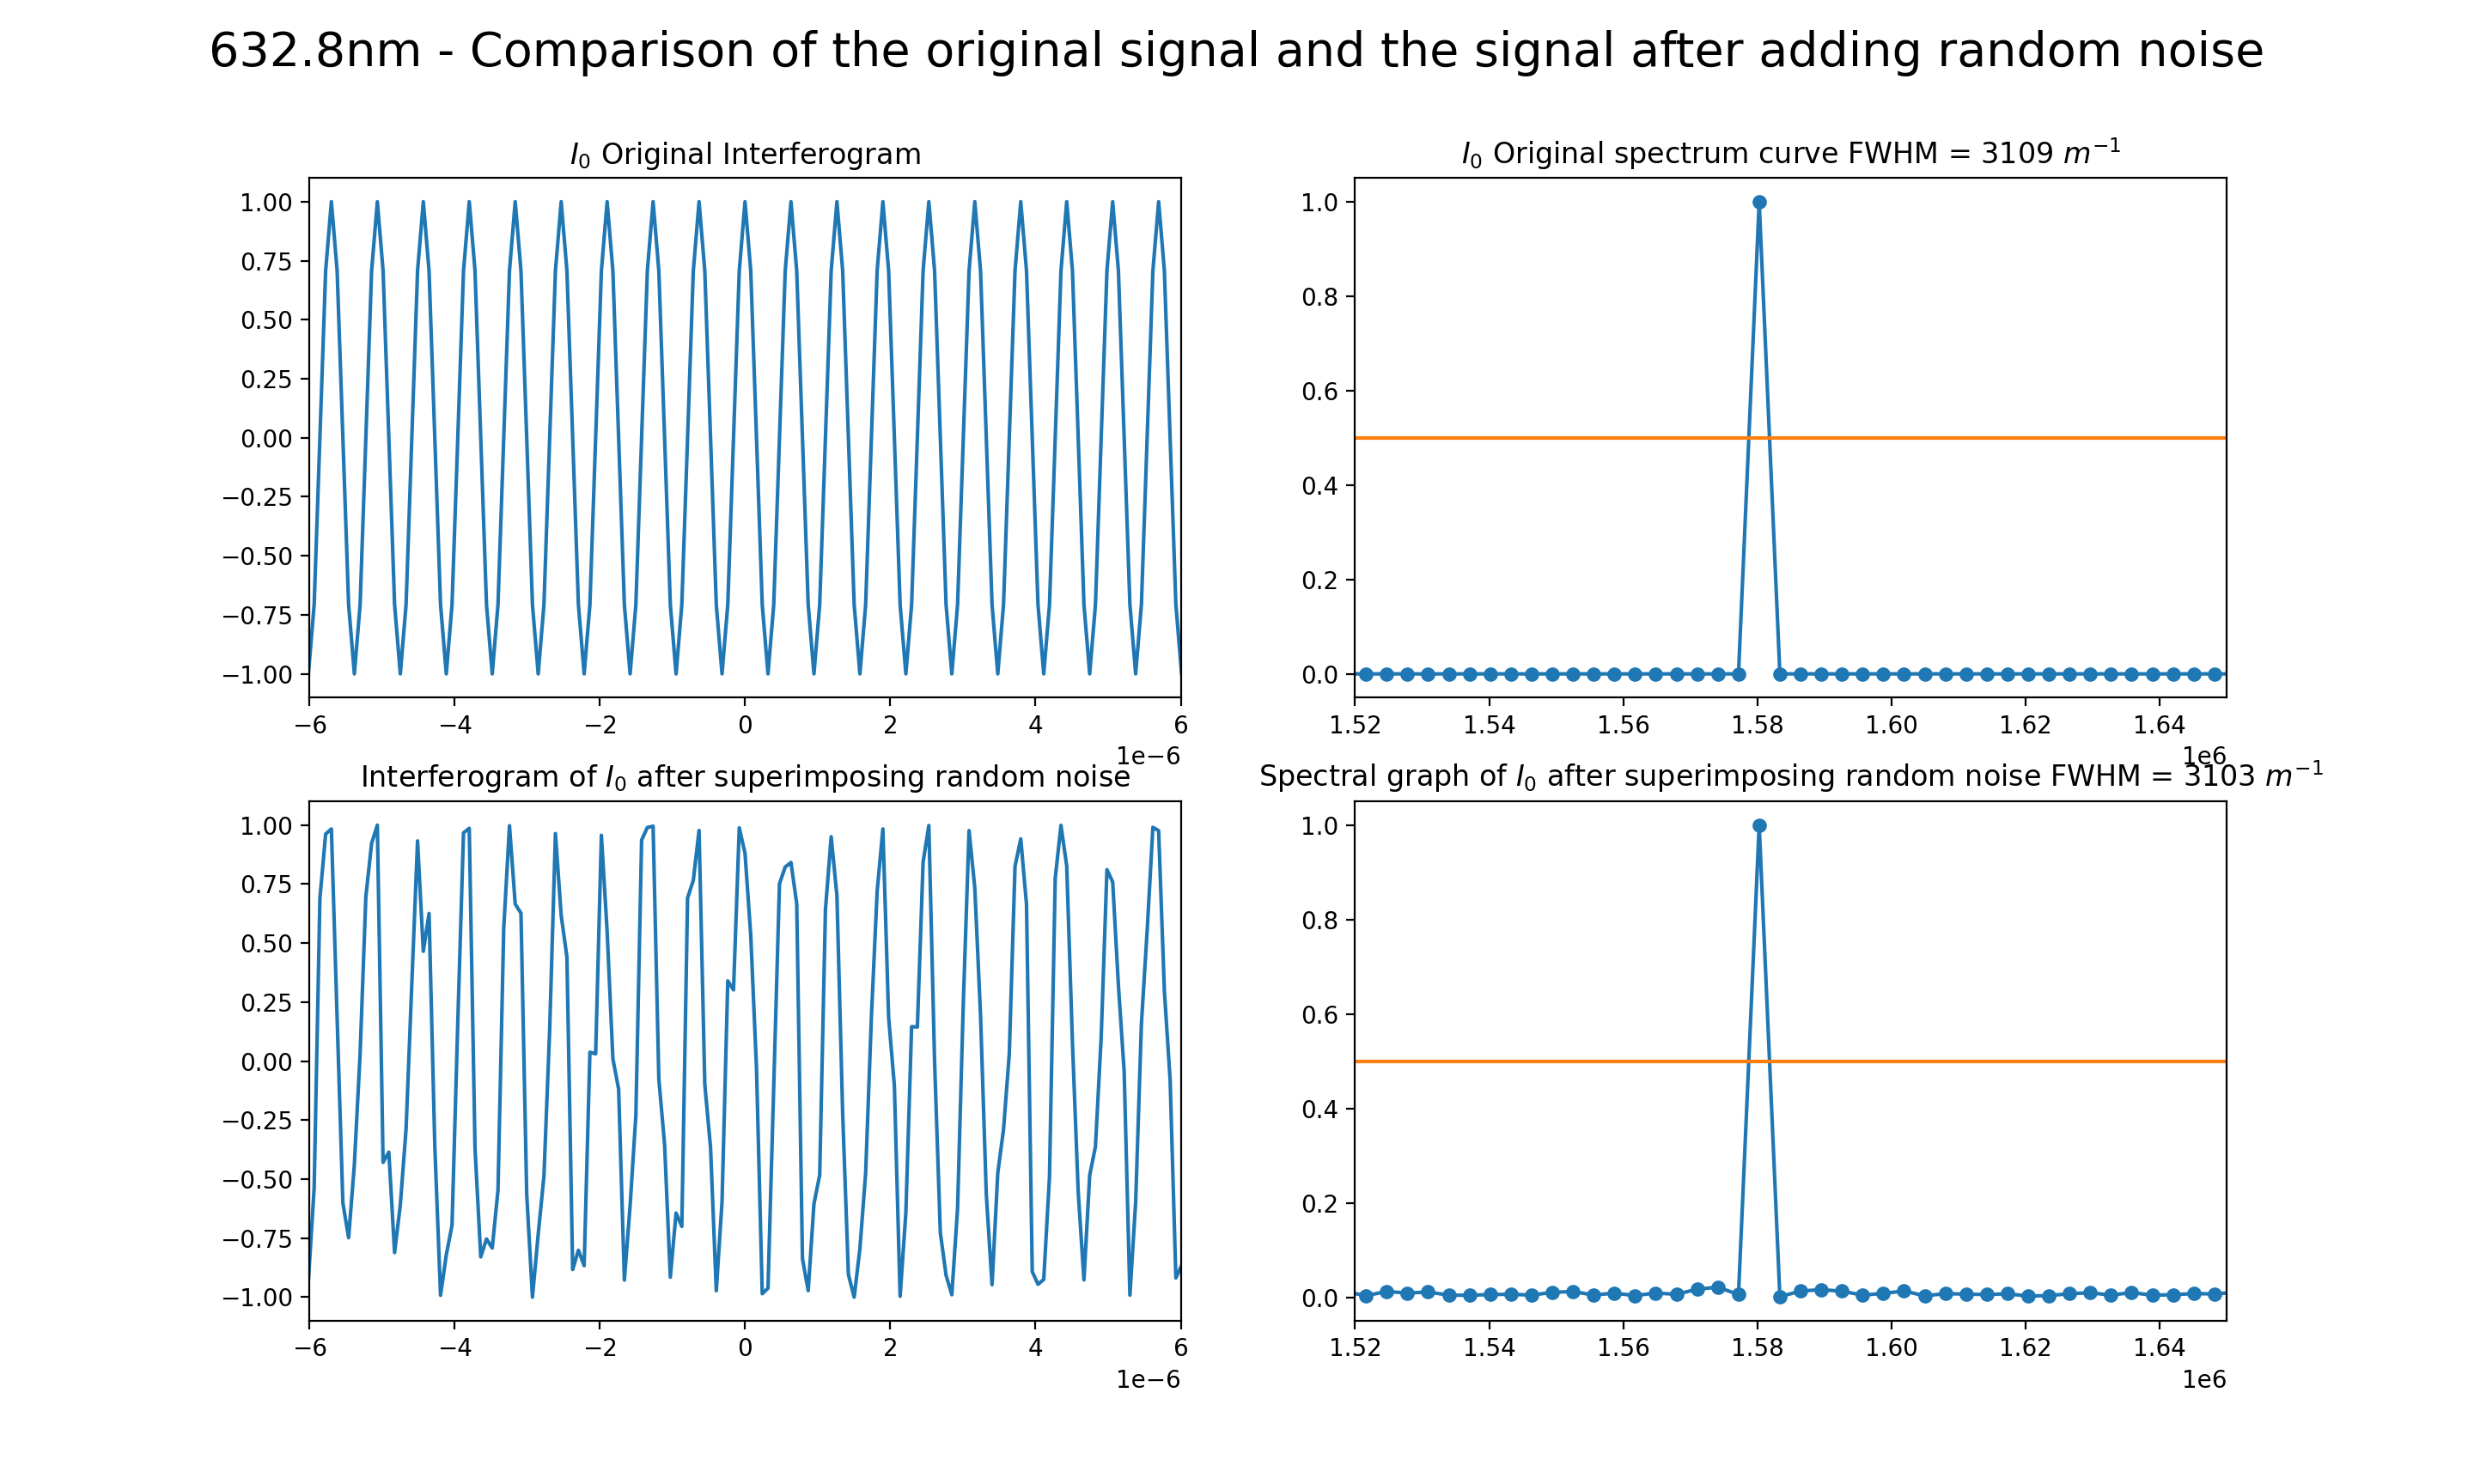 632.8nm - Comparison of the original signal and the signal after adding random noise
I₀ Original Interferogram
1.00
0.75
0.50
0.25
0.00
−0.25
−0.50
−0.75
−1.00
−6 −4 −2 0 2 4 6
1e−6
I₀ Original spectrum curve FWHM = 3109 m⁻¹
1.0
0.8
0.6
0.4
0.2
0.0
1.52 1.54 1.56 1.58 1.60 1.62 1.64
1e6
Interferogram of I₀ after superimposing random noise
1.00
0.75
0.50
0.25
0.00
−0.25
−0.50
−0.75
−1.00
−6 −4 −2 0 2 4 6
1e−6
Spectral graph of I₀ after superimposing random noise FWHM = 3103 m⁻¹
1.0
0.8
0.6
0.4
0.2
0.0
1.52 1.54 1.56 1.58 1.60 1.62 1.64
1e6